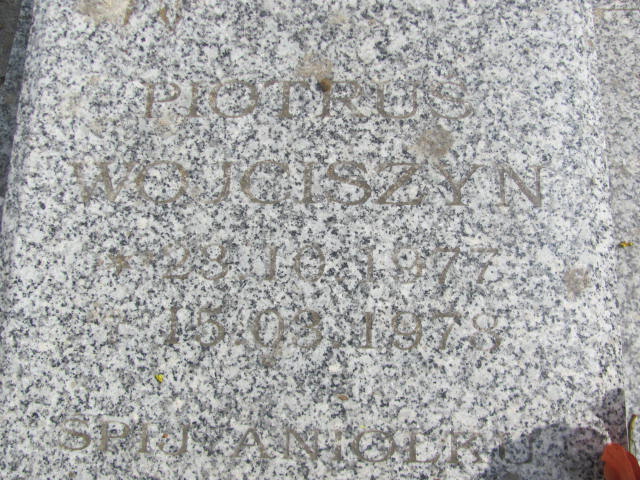 PIOTRUŚ
WOJCISZYN
* 23.10.1977
† 15.03.1978
ŚPIJ ANIOŁKU